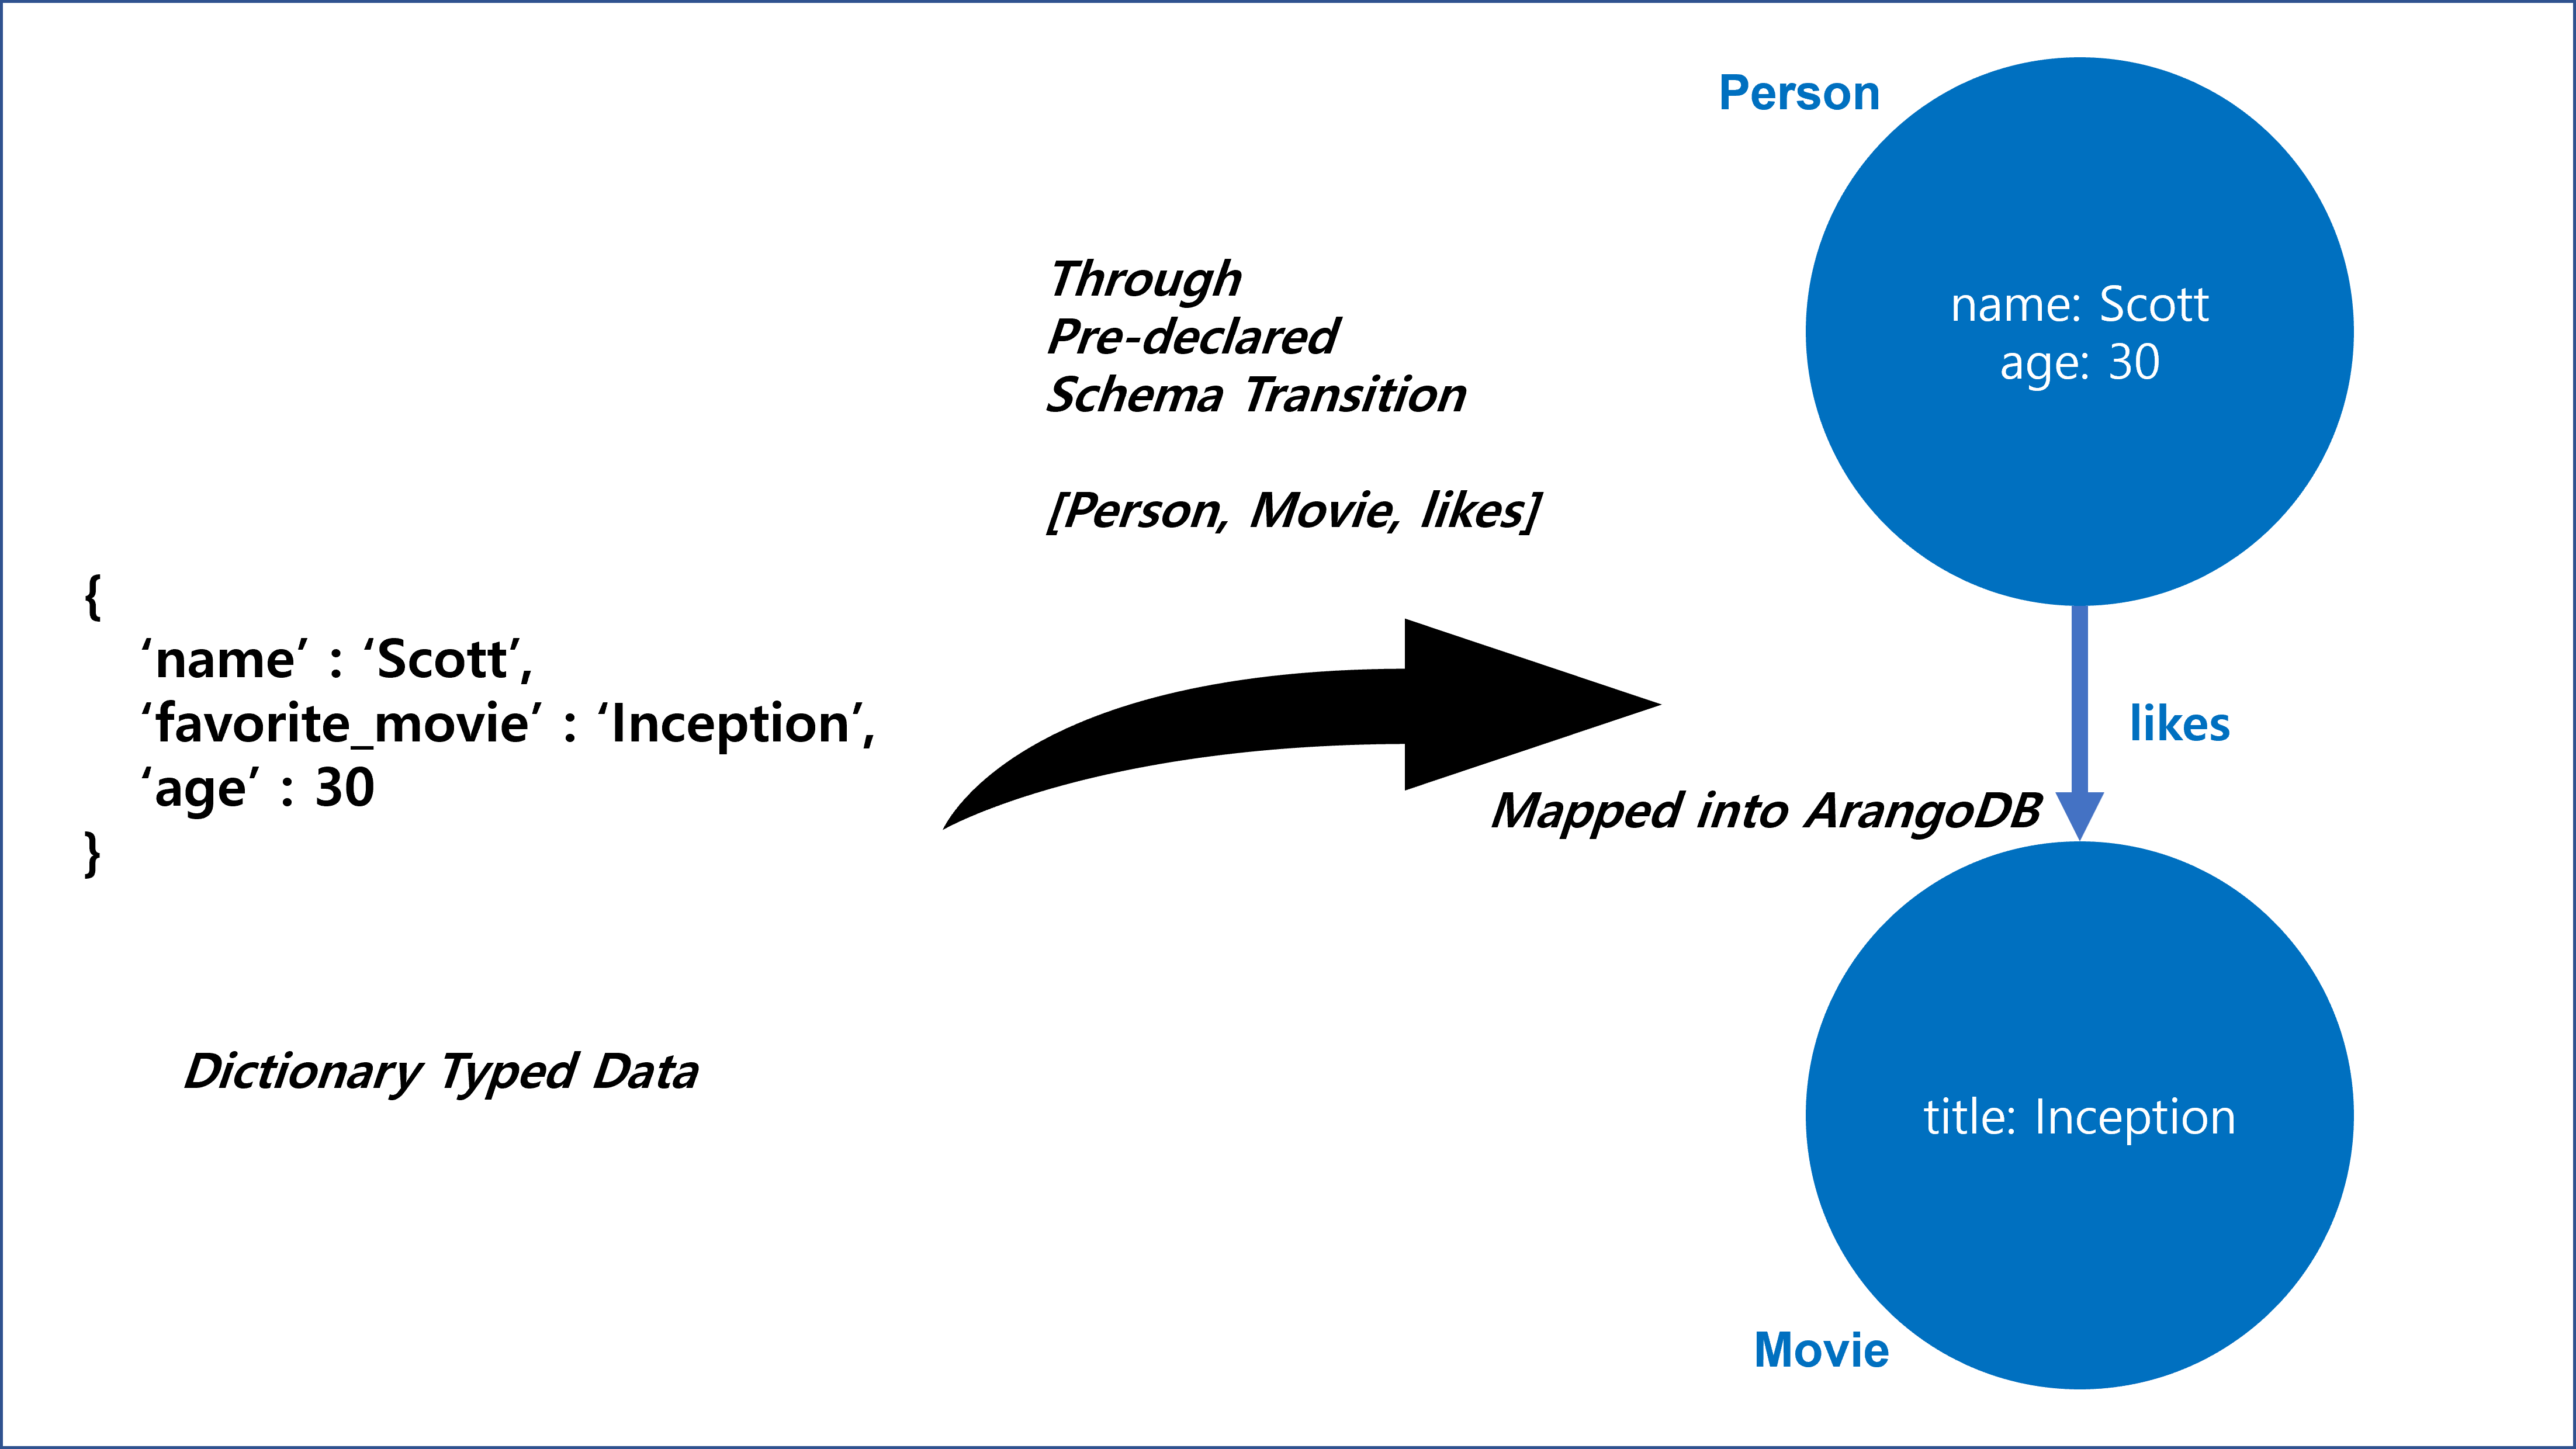 {
‘name’ : ‘Scott’,
‘favorite_movie’ : ‘Inception’,
‘age’ : 30
}
Dictionary Typed Data
Through
Pre-declared
Schema Transition
[Person, Movie, likes]
Mapped into ArangoDB
Person
name: Scott
age: 30
likes
title: Inception
Movie